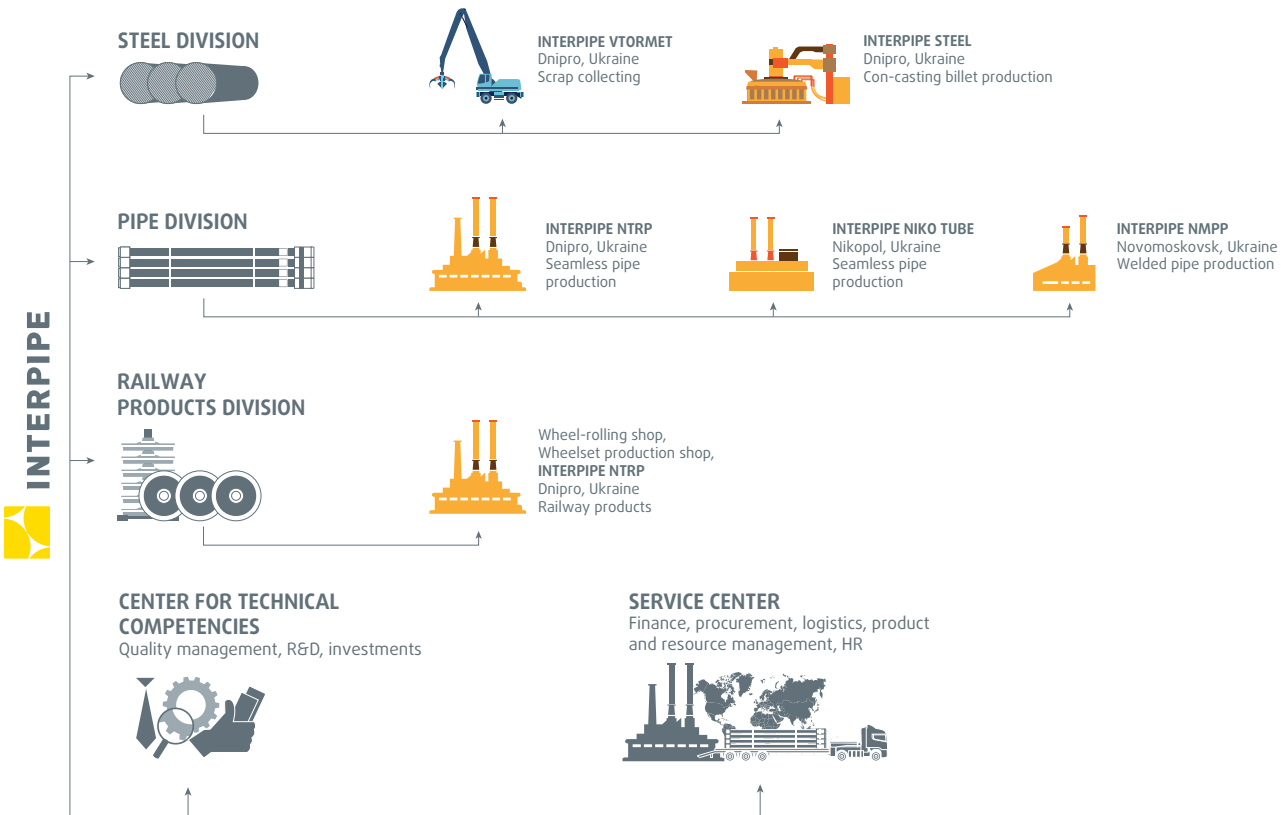 INTERPIPE
STEEL DIVISION
INTERPIPE VTORMET
Dnipro, Ukraine
Scrap collecting
INTERPIPE STEEL
Dnipro, Ukraine
Con-casting billet production
PIPE DIVISION
INTERPIPE NTRP
Dnipro, Ukraine
Seamless pipe
production
INTERPIPE NIKO TUBE
Nikopol, Ukraine
Seamless pipe
production
INTERPIPE NMPP
Novomoskovsk, Ukraine
Welded pipe production
RAILWAY
PRODUCTS DIVISION
Wheel-rolling shop,
Wheelset production shop,
INTERPIPE NTRP
Dnipro, Ukraine
Railway products
CENTER FOR TECHNICAL
COMPETENCIES
Quality management, R&D, investments
SERVICE CENTER
Finance, procurement, logistics, product
and resource management, HR